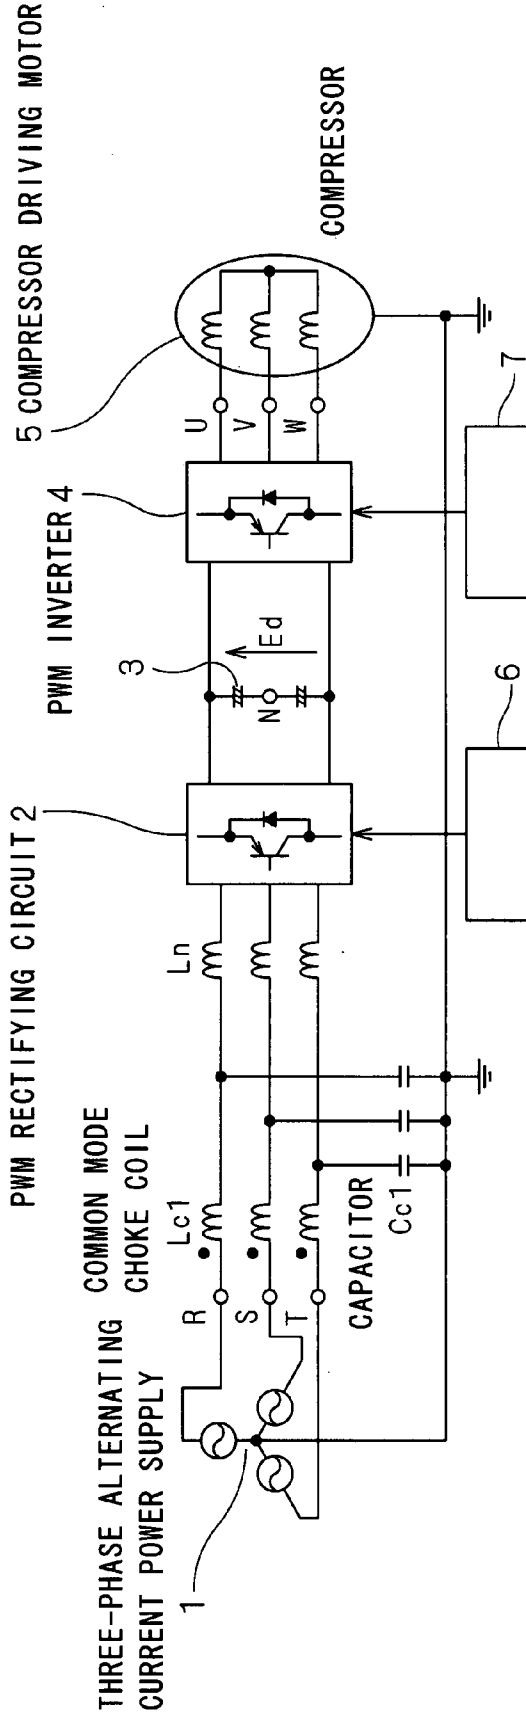 THREE-PHASE ALTERNATING
CURRENT POWER SUPPLY
1
COMMON MODE
CHOKE COIL
Lc1
R
S
T
CAPACITOR
Cc1
PWM RECTIFYING CIRCUIT 2
Ln
3
N
Ed
PWM INVERTER 4
U
V
W
5 COMPRESSOR DRIVING MOTOR
COMPRESSOR
6
7